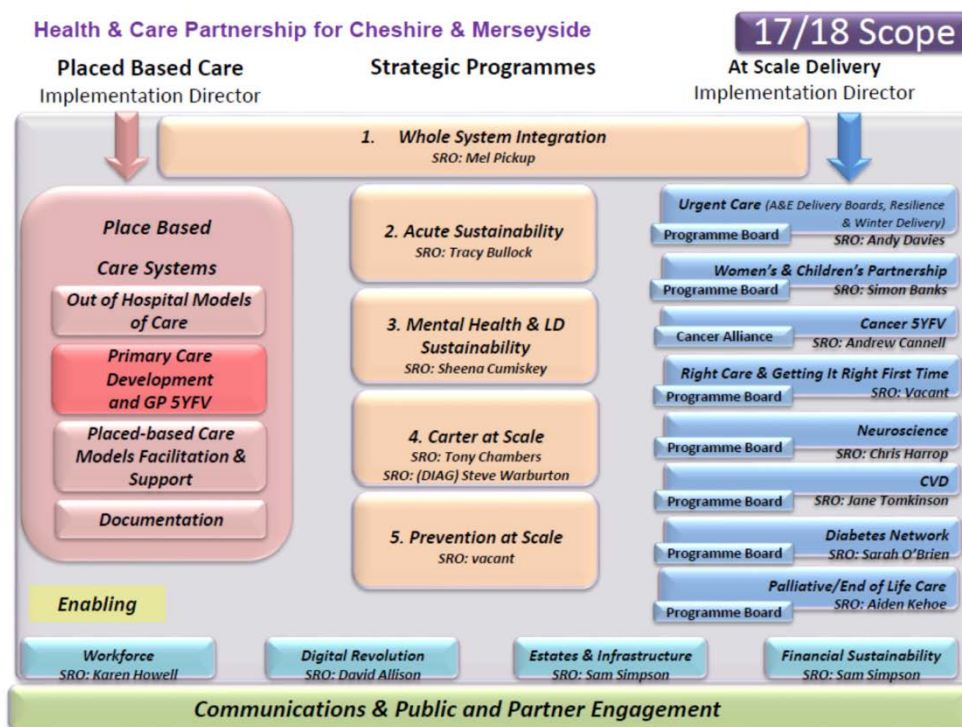 Health & Care Partnership for Cheshire & Merseyside
17/18 Scope
Placed Based Care
Implementation Director
Strategic Programmes
At Scale Delivery
Implementation Director
1. Whole System Integration
SRO: Mel Pickup
Place Based
Care Systems
Out of Hospital Models
of Care
Primary Care
Development
and GP 5YFV
Placed-based Care
Models Facilitation &
Support
Documentation
2. Acute Sustainability
SRO: Tracy Bullock
3. Mental Health & LD
Sustainability
SRO: Sheena Cumiskey
4. Carter at Scale
SRO: Tony Chambers
SRO: (DIAG) Steve Warburton
5. Prevention at Scale
SRO: vacant
Urgent Care (A&E Delivery Boards, Resilience
& Winter Delivery)
Programme Board
SRO: Andy Davies
Women's & Children's Partnership
Programme Board
SRO: Simon Banks
Cancer 5YFV
Cancer Alliance
SRO: Andrew Cannell
Right Care & Getting It Right First Time
Programme Board
SRO: Vacant
Neuroscience
Programme Board
SRO: Chris Harrop
CVD
Programme Board
SRO: Jane Tomkinson
Diabetes Network
Programme Board
SRO: Sarah O'Brien
Palliative/End of Life Care
Programme Board
SRO: Aiden Kehoe
Enabling
Workforce
SRO: Karen Howell
Digital Revolution
SRO: David Allison
Estates & Infrastructure
SRO: Sam Simpson
Financial Sustainability
SRO: Sam Simpson
Communications & Public and Partner Engagement